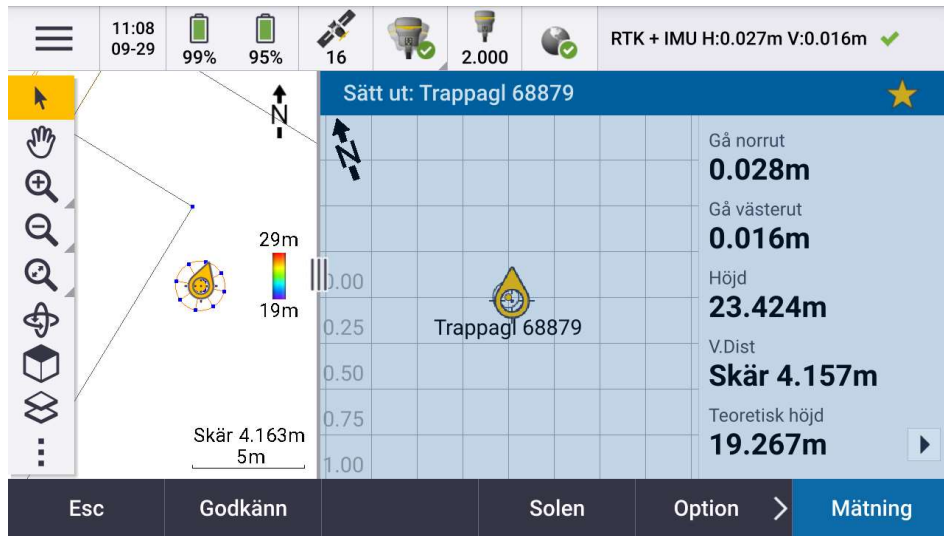 11:08
09-29
99%
95%
16
2.000
RTK + IMU H:0.027m V:0.016m
N
29m
19m
Skär 4.163m
5m
Sätt ut: Trappagl 68879
N
0.00
0.25
0.50
0.75
1.00
Trappagl 68879
Gå norrut
0.028m
Gå västerut
0.016m
Höjd
23.424m
V.Dist
Skär 4.157m
Teoretisk höjd
19.267m
Esc
Godkänn
Solen
Option
Mätning